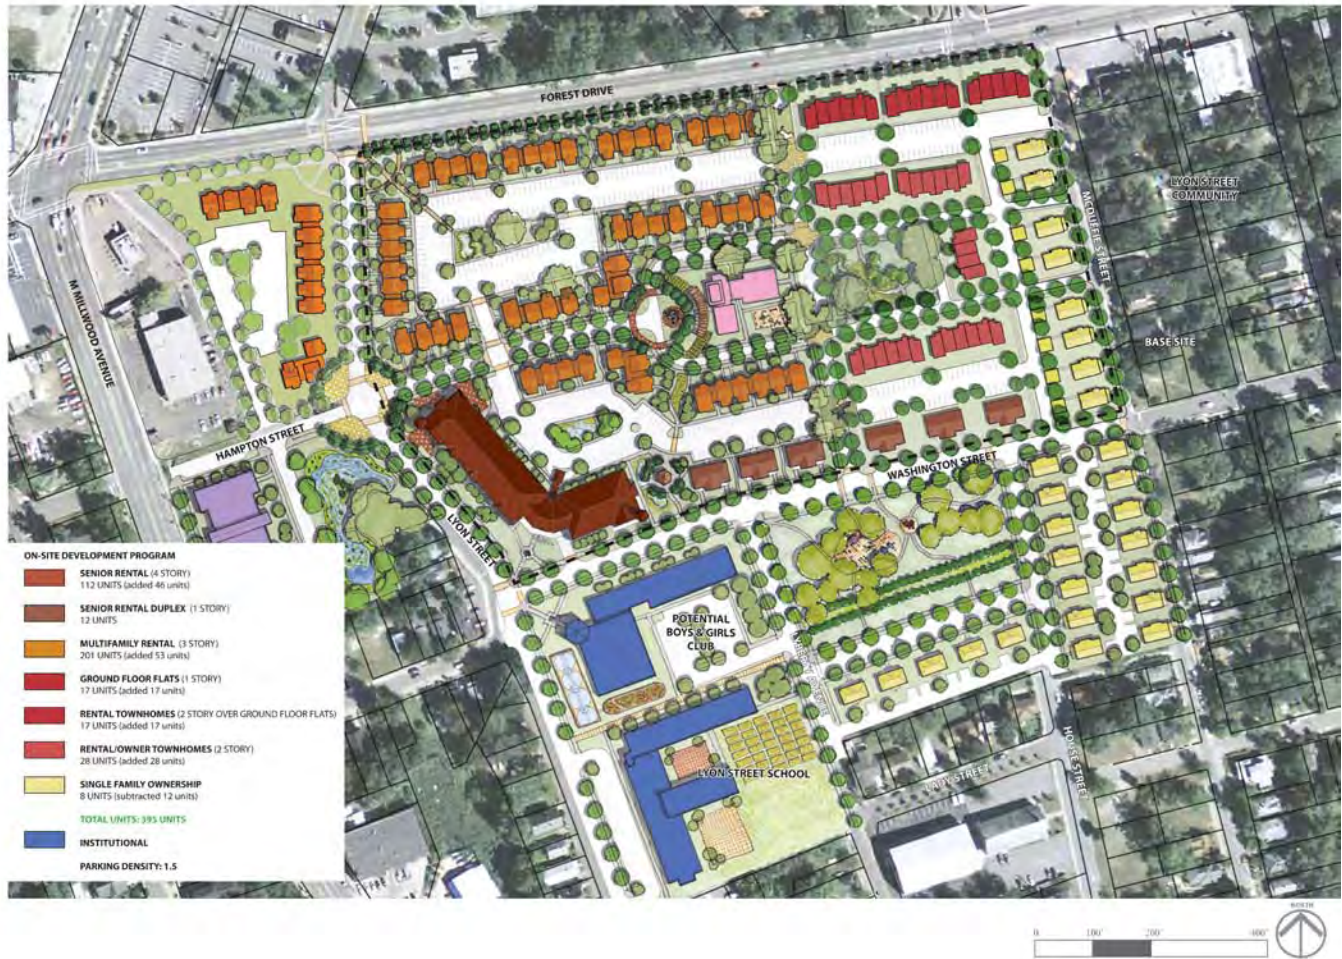 FOREST DRIVE
LYON STREET
COMMUNITY
MCDUFFIE STREET
M MILLWOOD AVENUE
BASE SITE
HAMPTON STREET
WASHINGTON STREET
LYON STREET
ON-SITE DEVELOPMENT PROGRAM
SENIOR RENTAL (4 STORY)
112 UNITS (added 46 units)
SENIOR RENTAL DUPLEX (1 STORY)
12 UNITS
MULTIFAMILY RENTAL (3 STORY)
201 UNITS (added 53 units)
GROUND FLOOR FLATS (1 STORY)
17 UNITS (added 17 units)
RENTAL TOWNHOMES (2 STORY OVER GROUND FLOOR FLATS)
17 UNITS (added 17 units)
RENTAL/OWNER TOWNHOMES (2 STORY)
28 UNITS (added 28 units)
SINGLE FAMILY OWNERSHIP
8 UNITS (subtracted 12 units)
TOTAL UNITS: 395 UNITS
INSTITUTIONAL
PARKING DENSITY: 1.5
POTENTIAL
BOYS & GIRLS
CLUB
LYON STREET SCHOOL
LADY STREET
HOUSE STREET
NORTH
0 100' 200' 400'